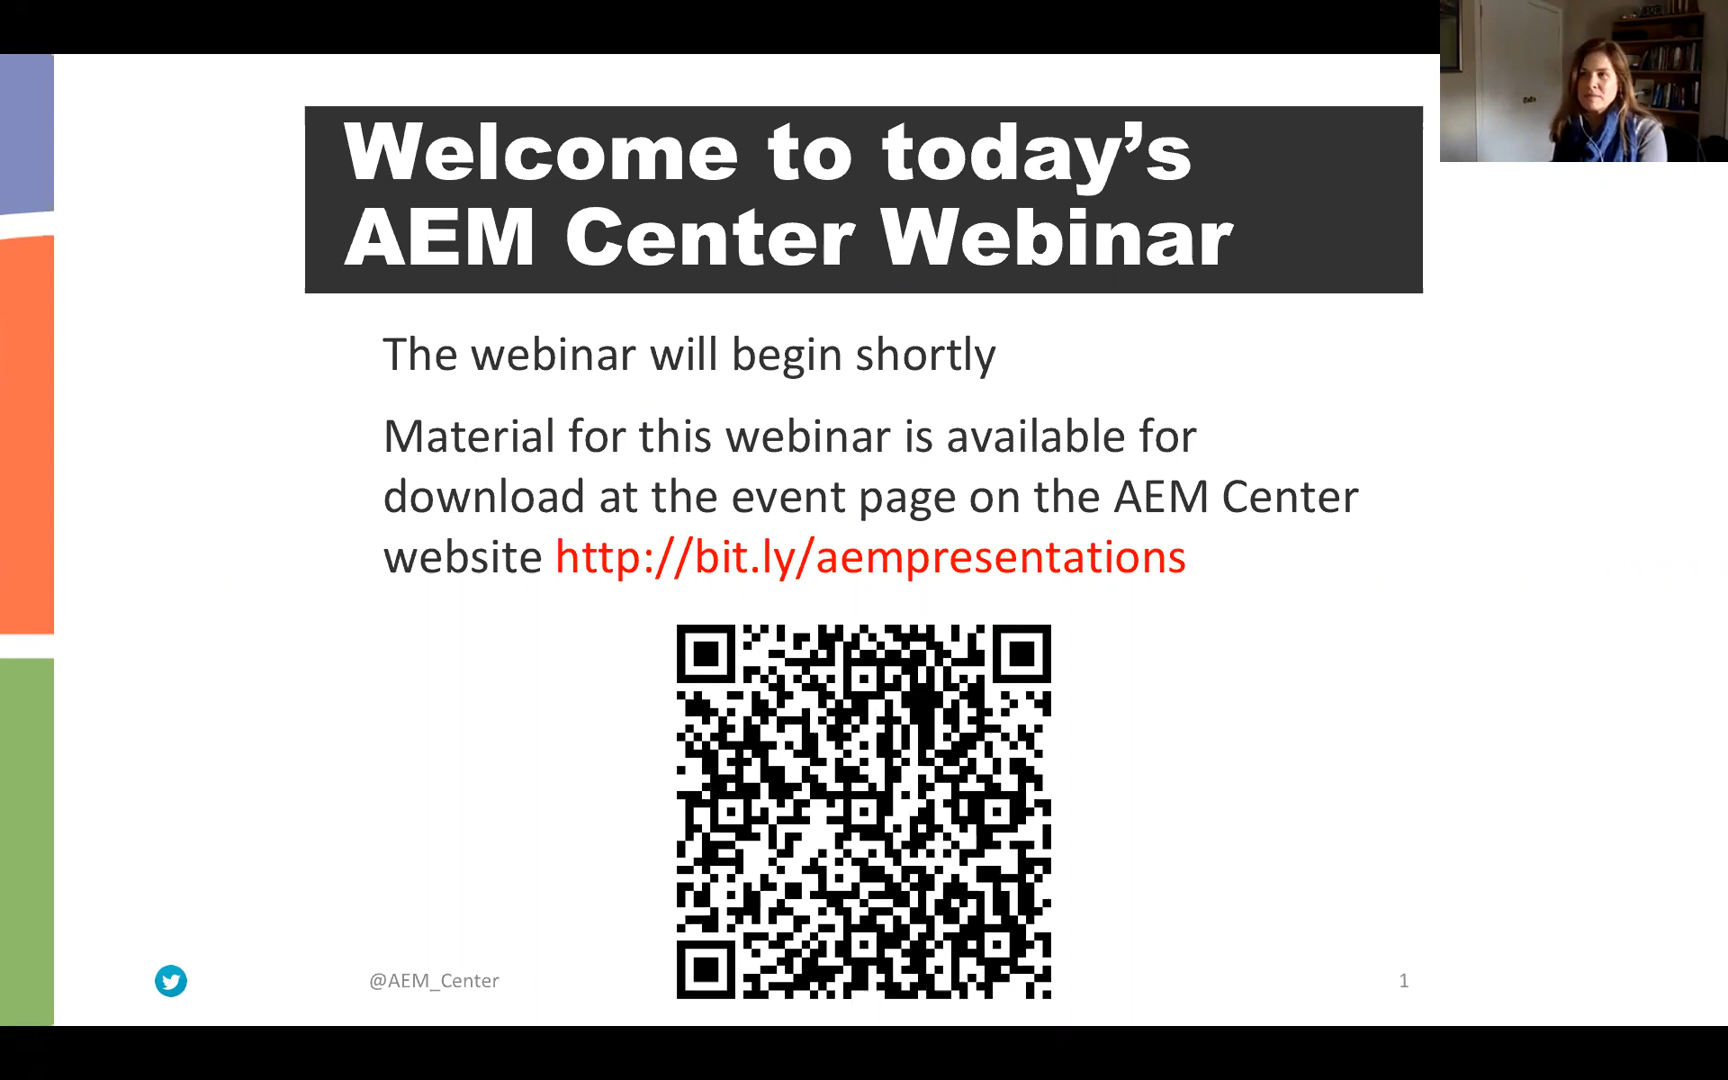 Welcome to today’s
AEM Center Webinar
The webinar will begin shortly
Material for this webinar is available for
download at the event page on the AEM Center
website http://bit.ly/aempresentations
@AEM_Center
1